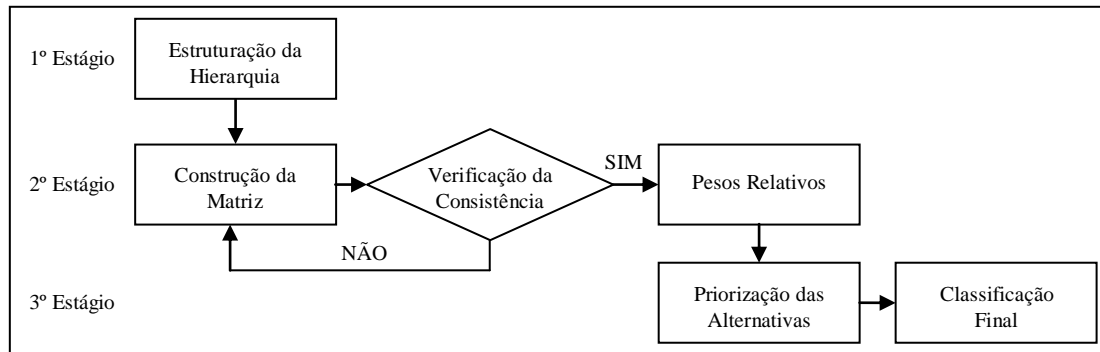 1º Estágio
Estruturação da
Hierarquia
2º Estágio
Construção da
Matriz
Verificação da
Consistência
SIM
Pesos Relativos
NÃO
3º Estágio
Priorização das
Alternativas
Classificação
Final